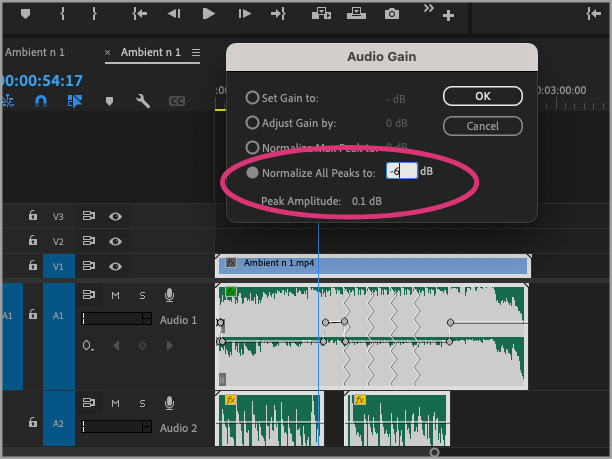 Ambient n 1
× Ambient n 1
00:00:54:17
:00
:03:00:00
CC
Audio Gain
Set Gain to: - dB
Adjust Gain by: 0 dB
Normalize Max Peak to: 0 dB
Normalize All Peaks to: -6 dB
Peak Amplitude: 0.1 dB
OK
Cancel
V3
V2
V1
fx Ambient n 1.mp4
fx
A1 A1 M S
Audio 1
A2 M S
Audio 2
fx fx